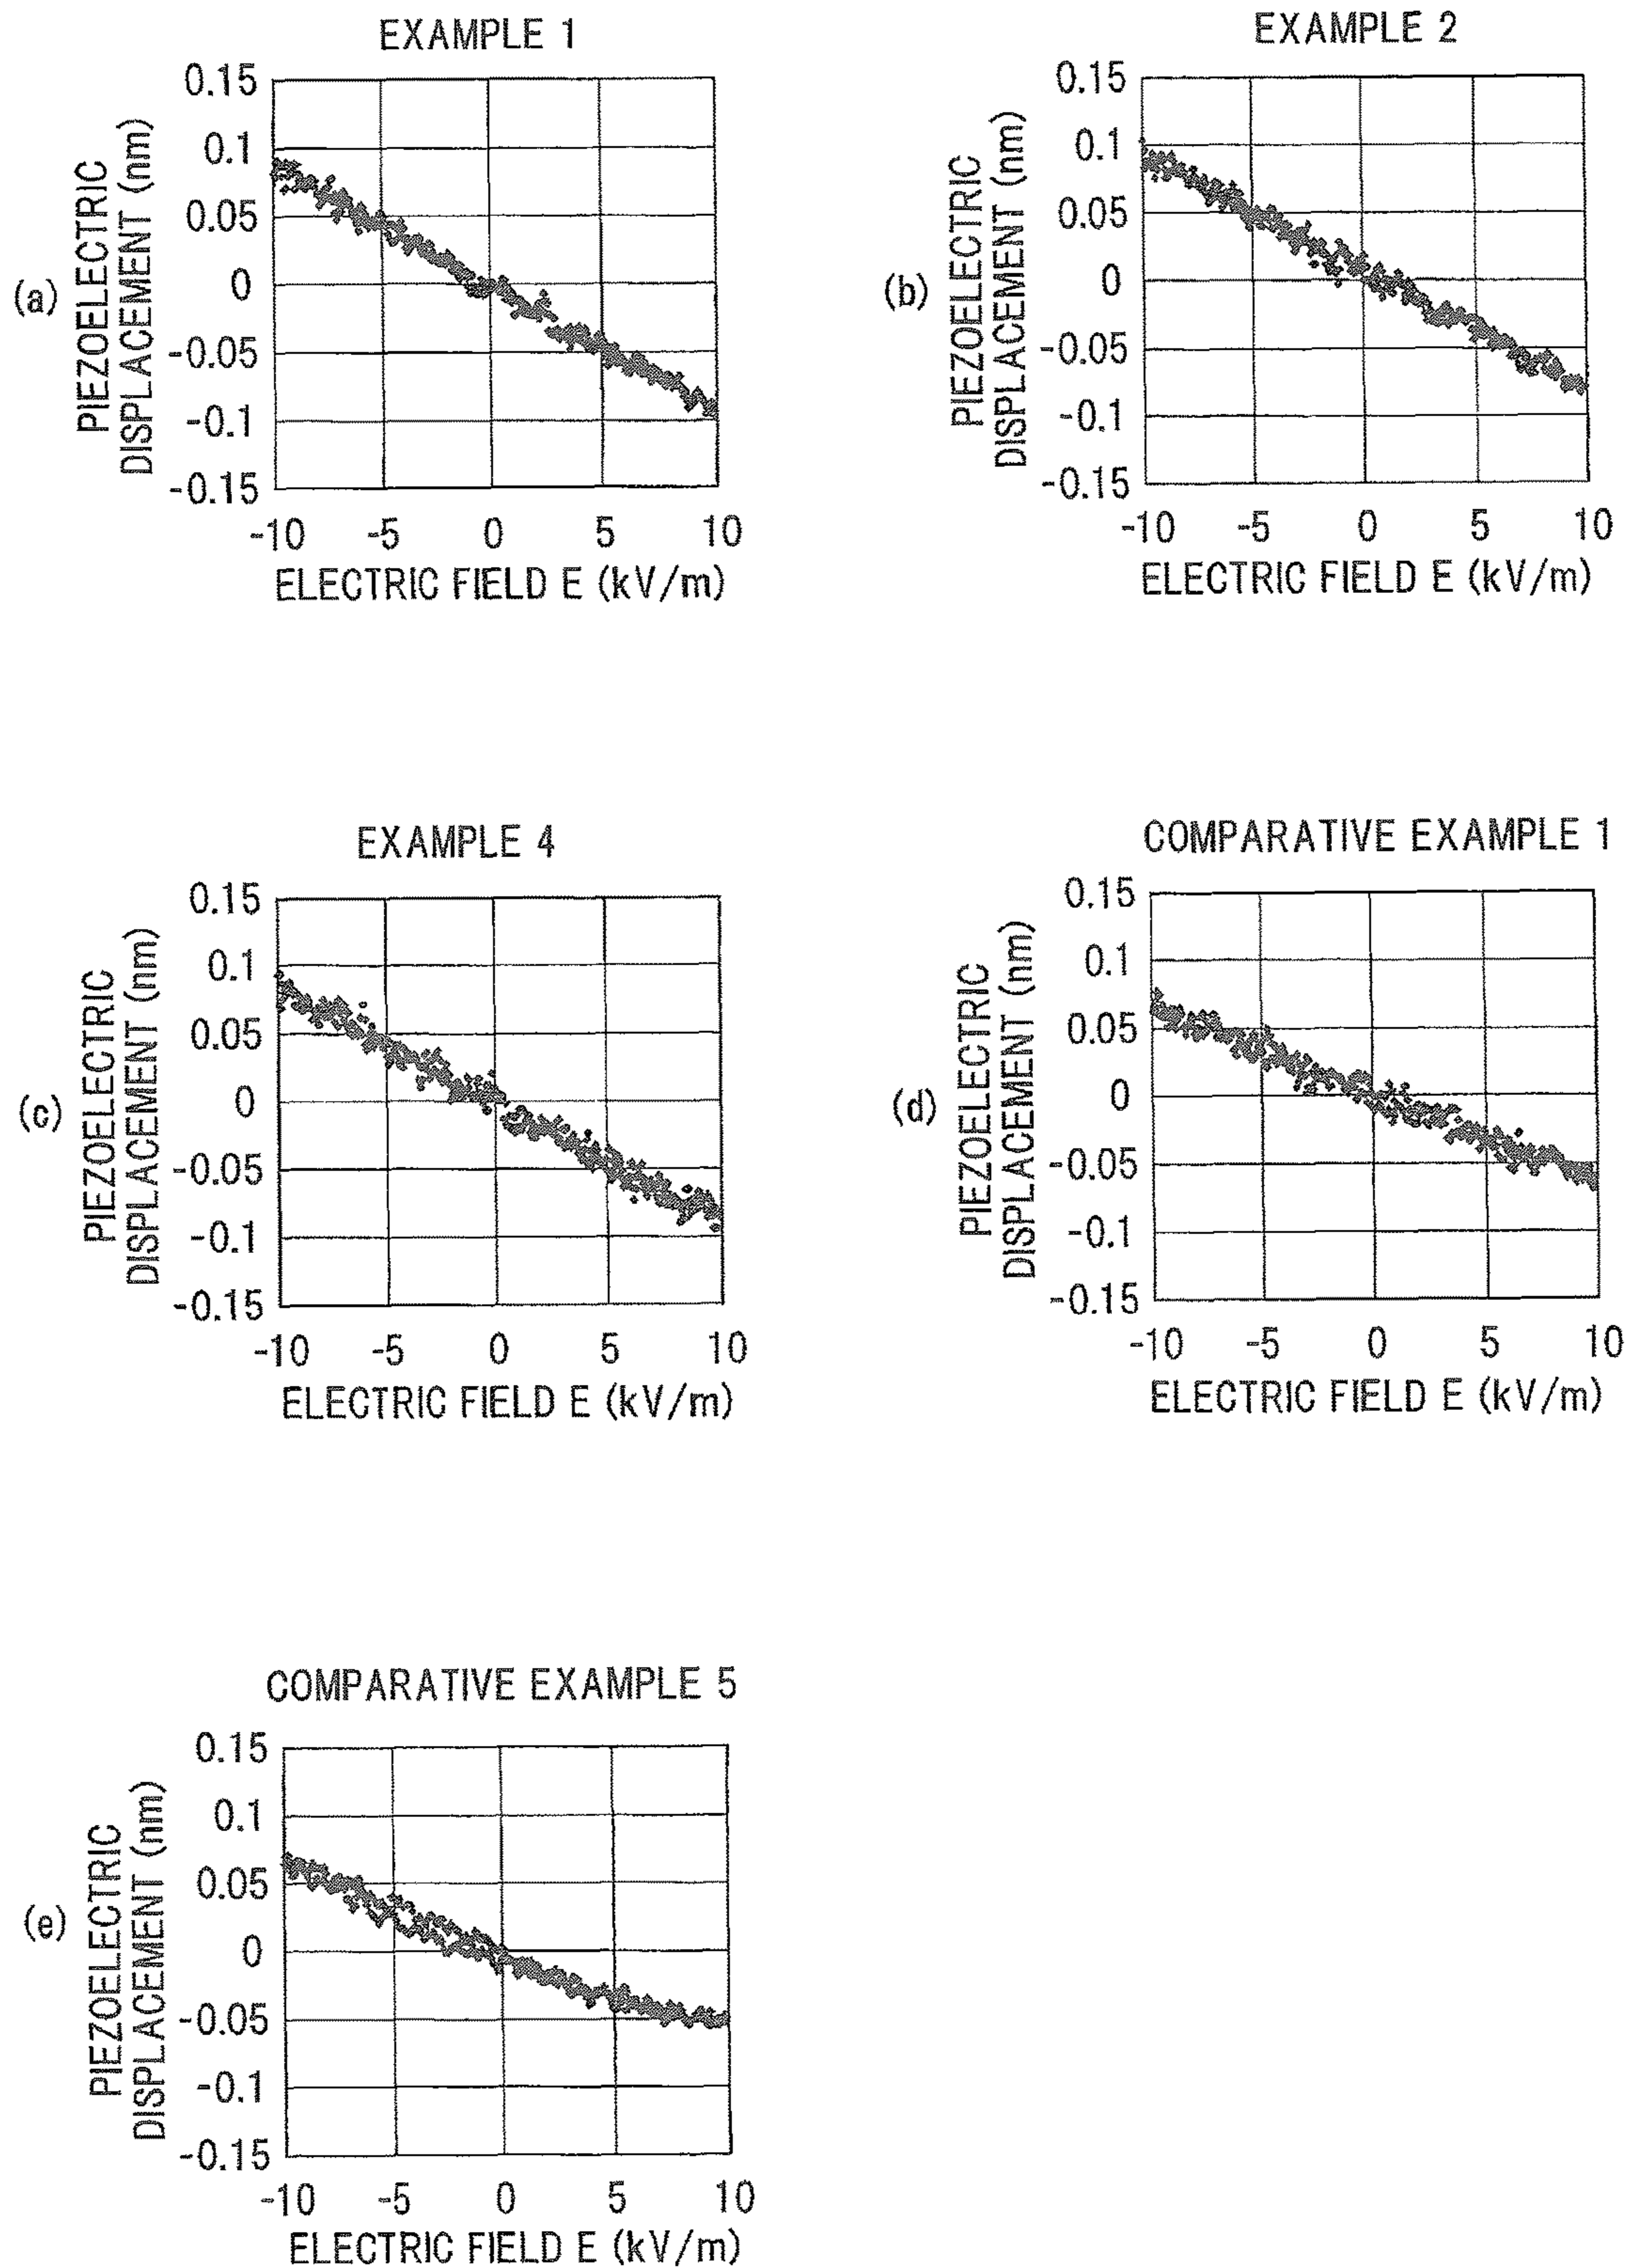 EXAMPLE 1
(a)
PIEZOELECTRIC
DISPLACEMENT (nm)
0.15
0.1
0.05
0
-0.05
-0.1
-0.15
-10 -5 0 5 10
ELECTRIC FIELD E (kV/m)
EXAMPLE 2
(b)
PIEZOELECTRIC
DISPLACEMENT (nm)
0.15
0.1
0.05
0
-0.05
-0.1
-0.15
-10 -5 0 5 10
ELECTRIC FIELD E (kV/m)
EXAMPLE 4
(c)
PIEZOELECTRIC
DISPLACEMENT (nm)
0.15
0.1
0.05
0
-0.05
-0.1
-0.15
-10 -5 0 5 10
ELECTRIC FIELD E (kV/m)
COMPARATIVE EXAMPLE 1
(d)
PIEZOELECTRIC
DISPLACEMENT (nm)
0.15
0.1
0.05
0
-0.05
-0.1
-0.15
-10 -5 0 5 10
ELECTRIC FIELD E (kV/m)
COMPARATIVE EXAMPLE 5
(e)
PIEZOELECTRIC
DISPLACEMENT (nm)
0.15
0.1
0.05
0
-0.05
-0.1
-0.15
-10 -5 0 5 10
ELECTRIC FIELD E (kV/m)